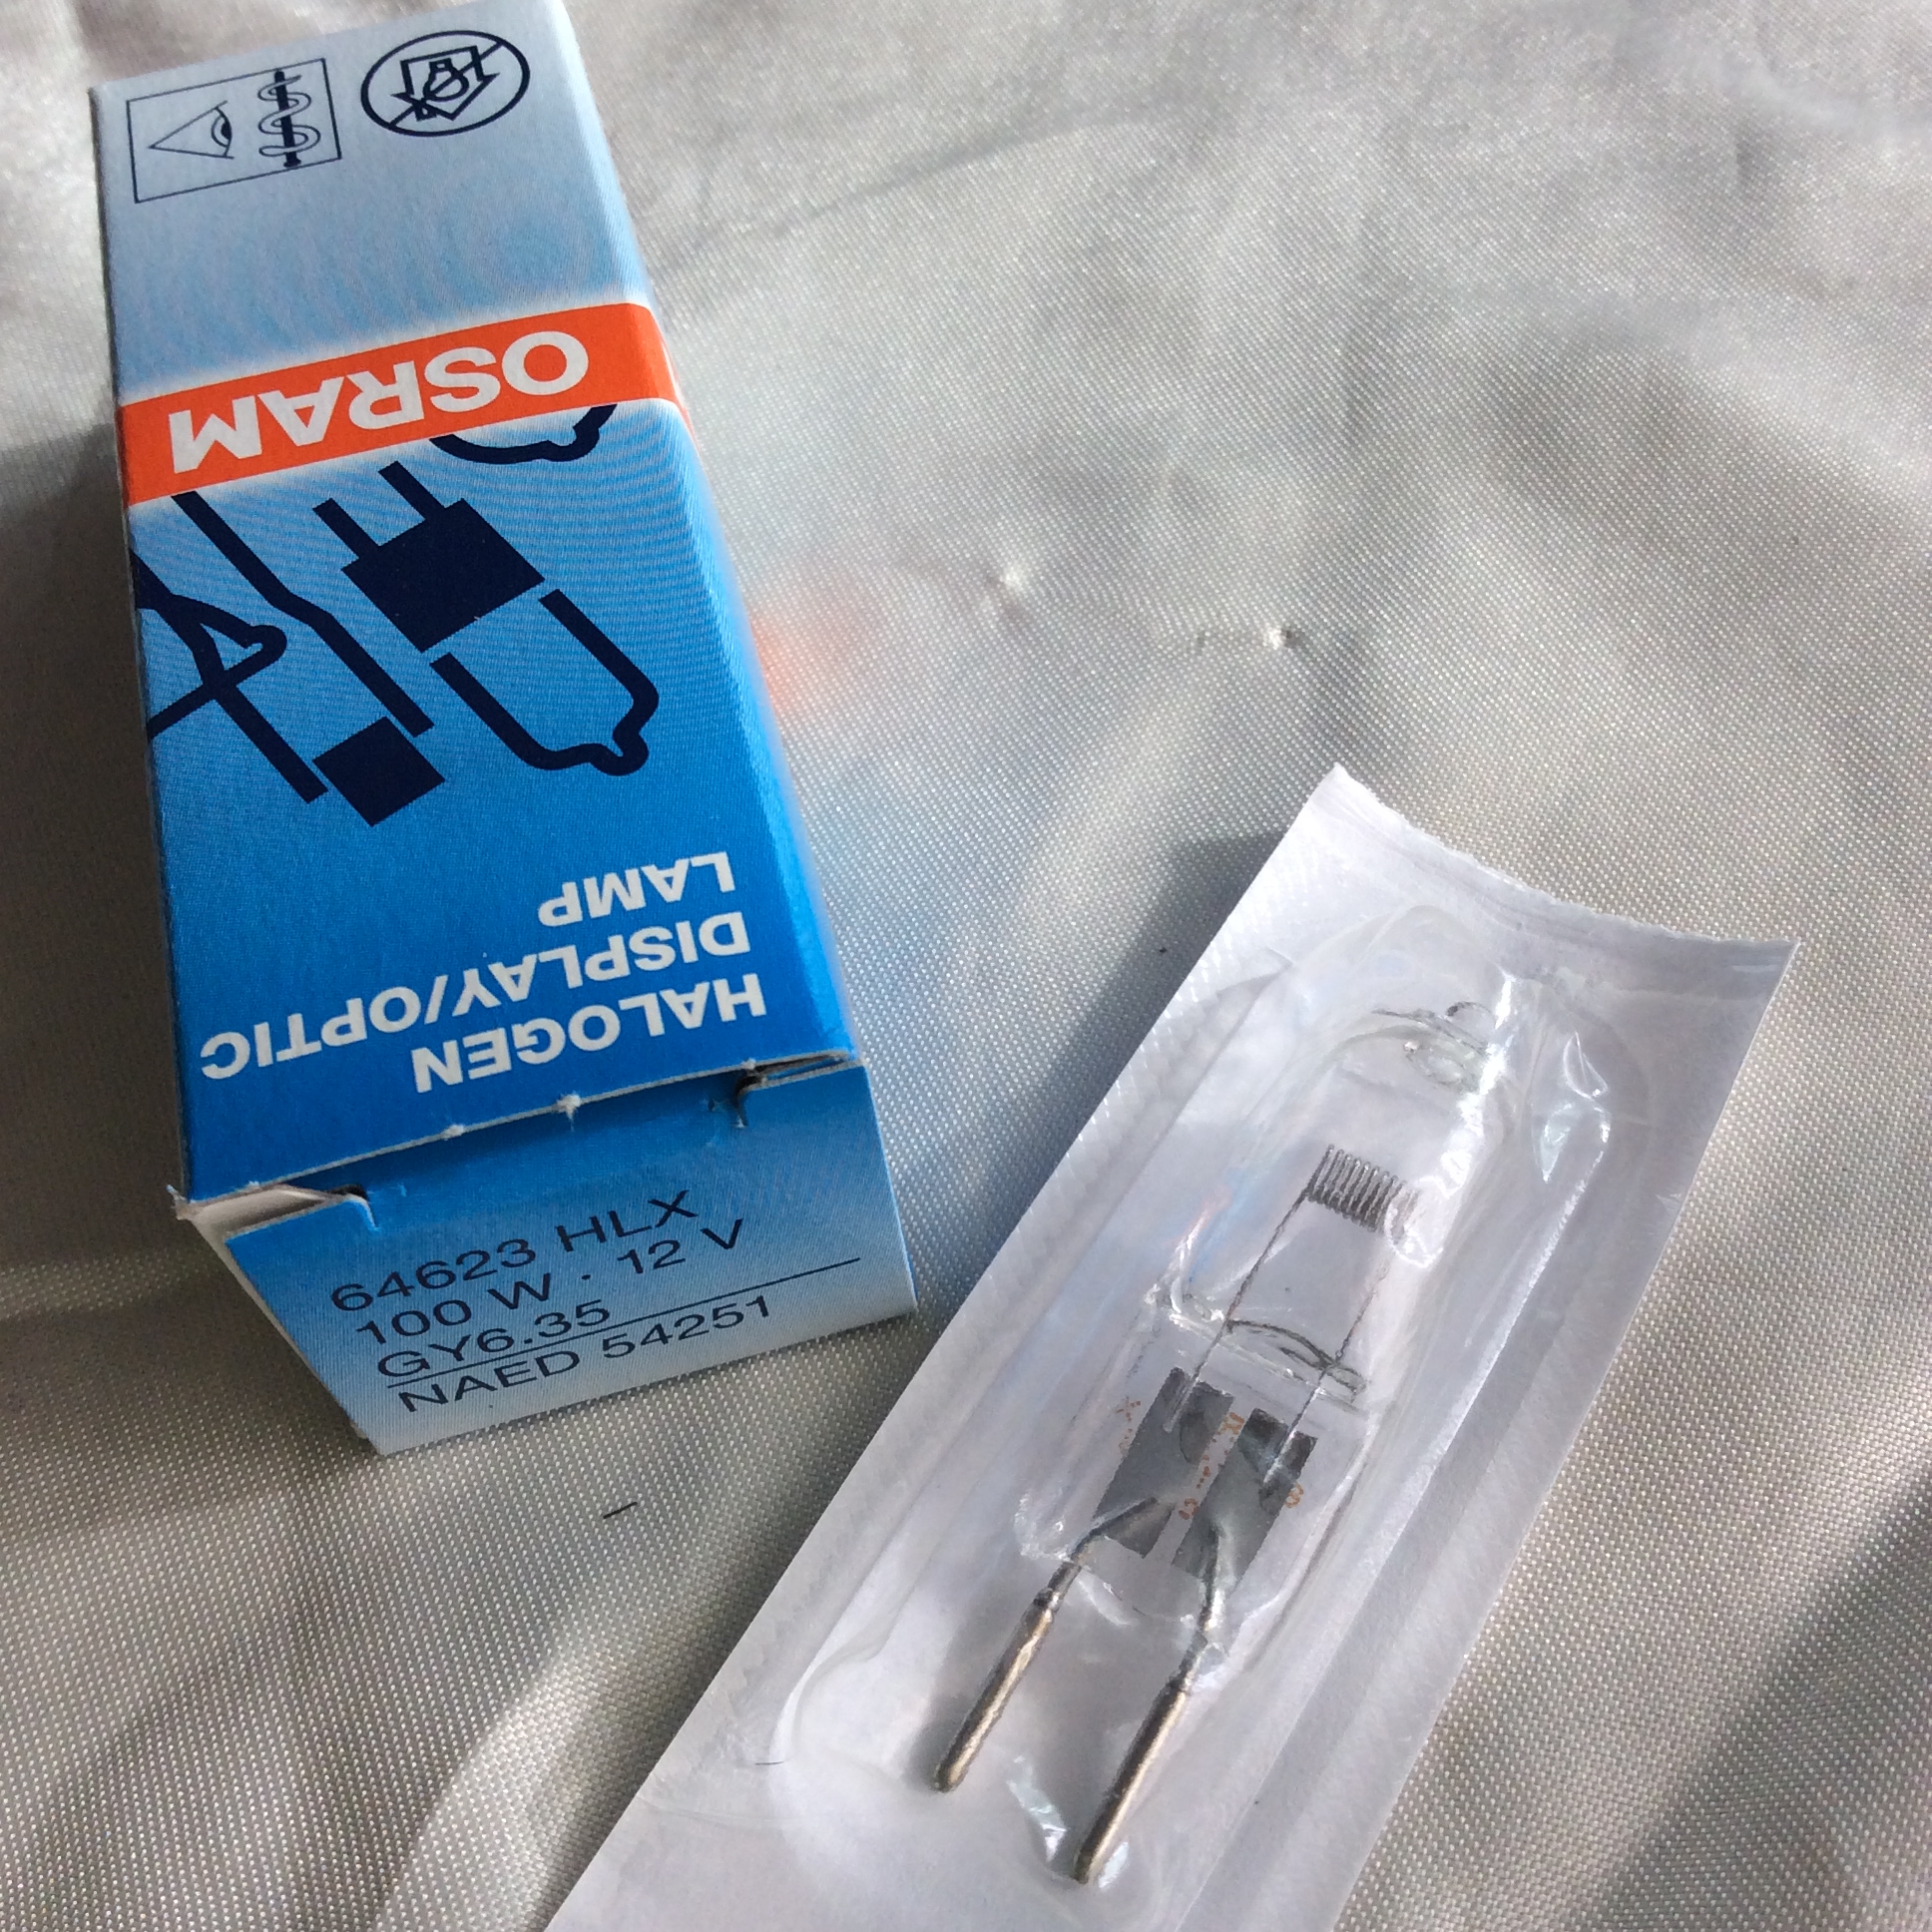 OSRAM
HALOGEN
DISPLAY/OPTIC
LAMP
64623 HLX
100 W · 12 V
GY6.35
NAED 54251